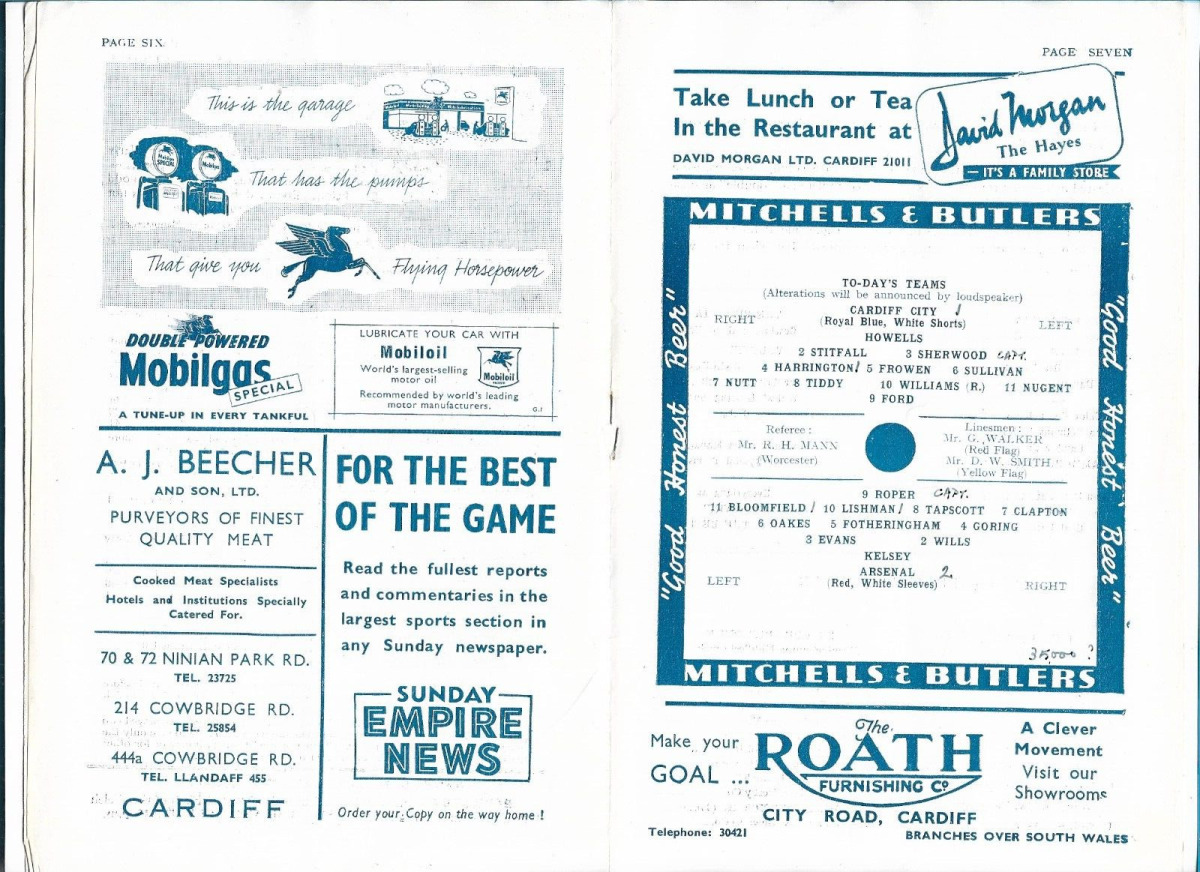 PAGE SIX
This is the garage
Mobilgas
SPECIAL
Mobilgas
That has the pumps
That give you
Flying Horsepower
DOUBLE POWERED
Mobilgas
SPECIAL
A TUNE-UP IN EVERY TANKFUL
LUBRICATE YOUR CAR WITH
Mobiloil
World's largest-selling
motor oil
Mobiloil
Recommended by world's leading
motor manufacturers.
G.1
A. J. BEECHER
AND SON, LTD.
PURVEYORS OF FINEST
QUALITY MEAT
Cooked Meat Specialists
Hotels and Institutions Specially
Catered For.
70 & 72 NINIAN PARK RD.
TEL. 23725
214 COWBRIDGE RD.
TEL. 25854
444a COWBRIDGE RD.
TEL. LLANDAFF 455
CARDIFF
FOR THE BEST
OF THE GAME
Read the fullest reports
and commentaries in the
largest sports section in
any Sunday newspaper.
SUNDAY
EMPIRE
NEWS
Order your Copy on the way home !
PAGE SEVEN
Take Lunch or Tea
In the Restaurant at
DAVID MORGAN LTD. CARDIFF 21011
David Morgan
The Hayes
— IT'S A FAMILY STORE
MITCHELLS & BUTLERS
"Good Honest Beer"
"Good Honest Beer"
TO-DAY'S TEAMS
(Alterations will be announced by loudspeaker)
CARDIFF CITY 1
RIGHT (Royal Blue, White Shorts) LEFT
HOWELLS
2 STITFALL 3 SHERWOOD CAPT.
4 HARRINGTON/ 5 FROWEN 6 SULLIVAN
7 NUTT 8 TIDDY 10 WILLIAMS (R.) 11 NUGENT
9 FORD
Referee :
Mr. R. H. MANN
(Worcester)
Linesmen :
Mr. G. WALKER
(Red Flag)
Mr. D. W. SMITH
(Yellow Flag)
9 ROPER CAPT.
11 BLOOMFIELD / 10 LISHMAN / 8 TAPSCOTT 7 CLAPTON
6 OAKES 5 FOTHERINGHAM 4 GORING
3 EVANS 2 WILLS
KELSEY
ARSENAL 2
LEFT (Red, White Sleeves) RIGHT
35,000 ?
MITCHELLS & BUTLERS
Make your
GOAL ...
The
ROATH
FURNISHING CO
CITY ROAD, CARDIFF
A Clever
Movement
Visit our
Showrooms
Telephone: 30421
BRANCHES OVER SOUTH WALES